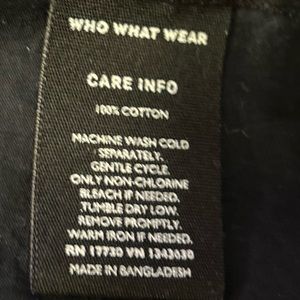 WHO WHAT WEAR
CARE INFO
100% COTTON
MACHINE WASH COLD
SEPARATELY.
GENTLE CYCLE.
ONLY NON-CHLORINE
BLEACH IF NEEDED.
TUMBLE DRY LOW.
REMOVE PROMPTLY.
WARM IRON IF NEEDED.
RN 17730 VN 1343030
MADE IN BANGLADESH